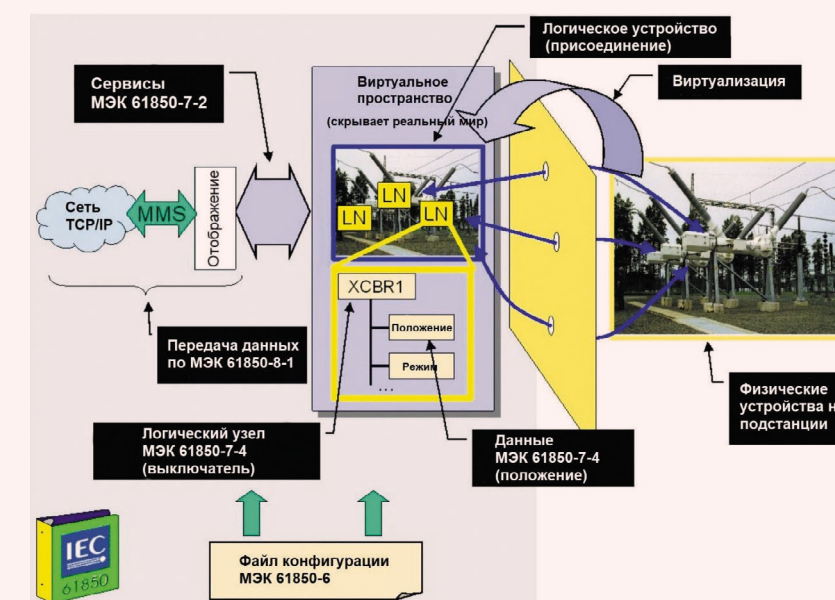 Логическое устройство
(присоединение)
Сервисы
МЭК 61850-7-2
Виртуальное
пространство
(скрывает реальный мир)
Виртуализация
Сеть
TCP/IP
MMS
Отображение
LN
LN
LN
XCBR1
Положение
Режим
...
Передача данных
по МЭК 61850-8-1
Физические
устройства н
подстанции
Логический узел
МЭК 61850-7-4
(выключатель)
Данные
МЭК 61850-7-4
(положение)
IEC
61850
Файл конфигурации
МЭК 61850-6